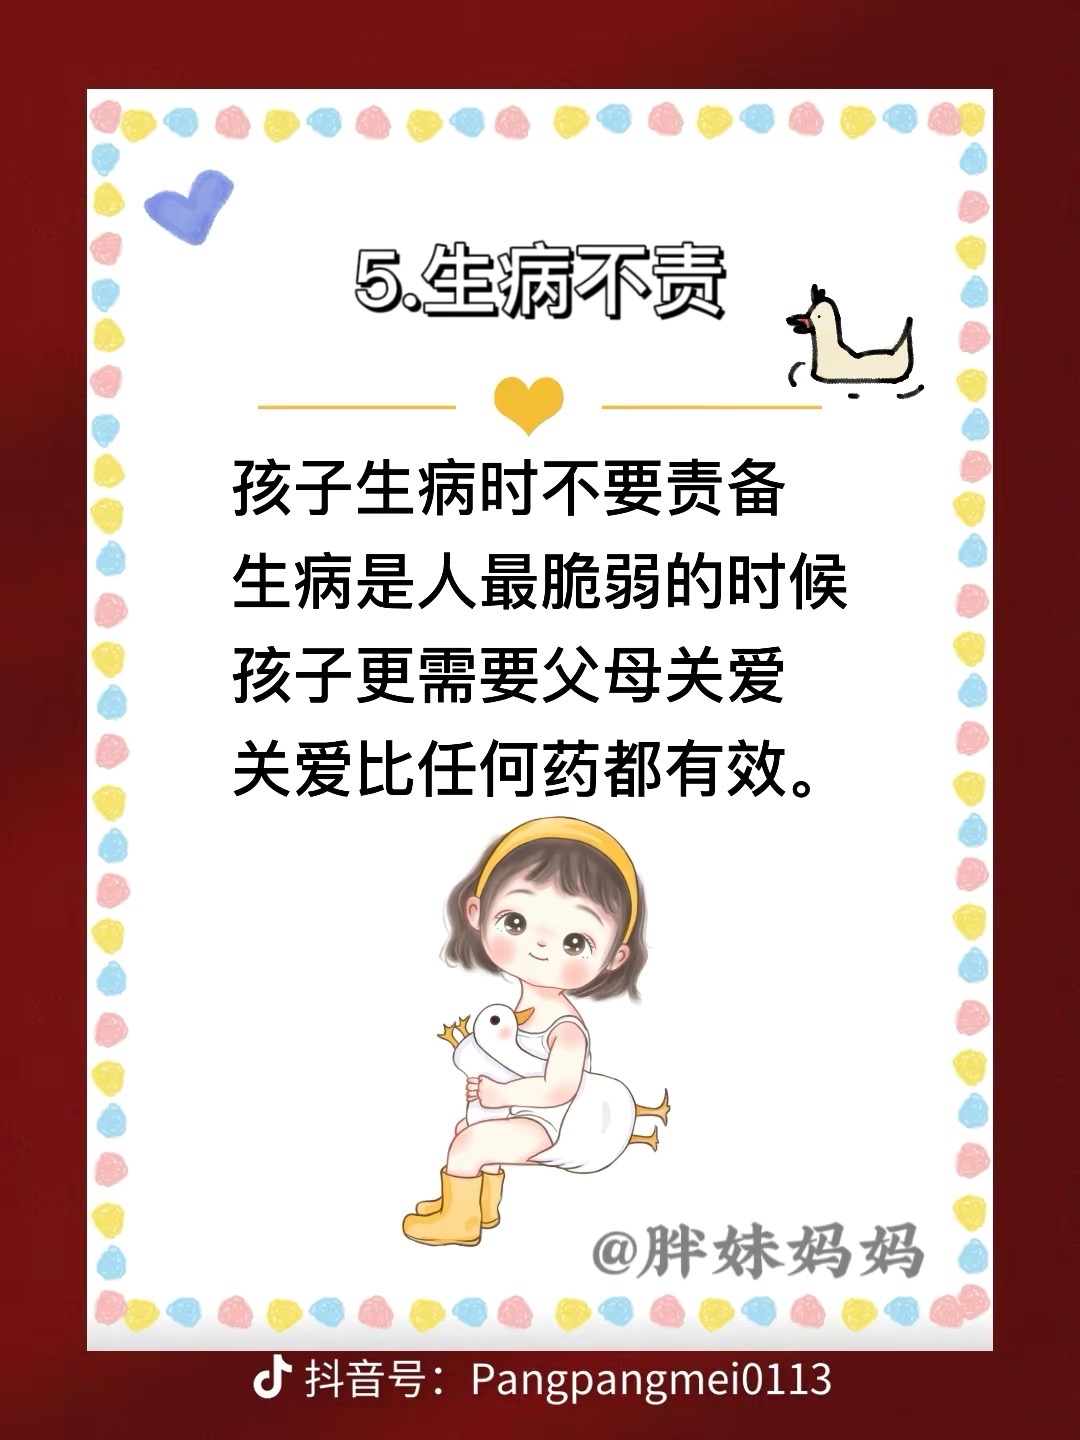 5.生病不责
孩子生病时不要责备
生病是人最脆弱的时候
孩子更需要父母关爱
关爱比任何药都有效。
@胖妹妈妈
抖音号：Pangpangmei0113